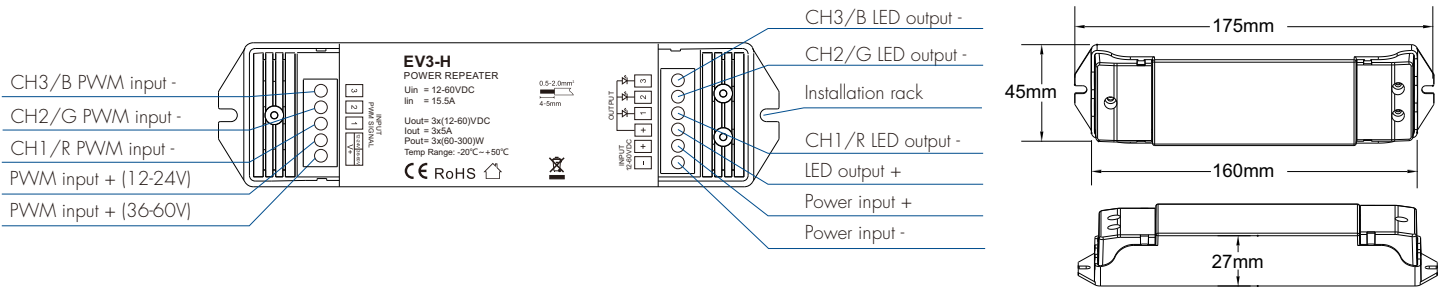 CH3/B PWM input -
CH2/G PWM input -
CH1/R PWM input -
PWM input + (12-24V)
PWM input + (36-60V)
3
2
1
V+
INPUT
PWM SIGNAL
EV3-H
POWER REPEATER
Uin = 12-60VDC
Iin = 15.5A
Uout= 3x(12-60)VDC
Iout = 3x5A
Pout= 3x(60-300)W
Temp Range: -20℃~+50℃
CE RoHS
0.5-2.0mm²
4-5mm
OUTPUT
3
2
1
+
INPUT
12-60VDC
+
-
CH3/B LED output -
CH2/G LED output -
Installation rack
CH1/R LED output -
LED output +
Power input +
Power input -
175mm
45mm
160mm
27mm